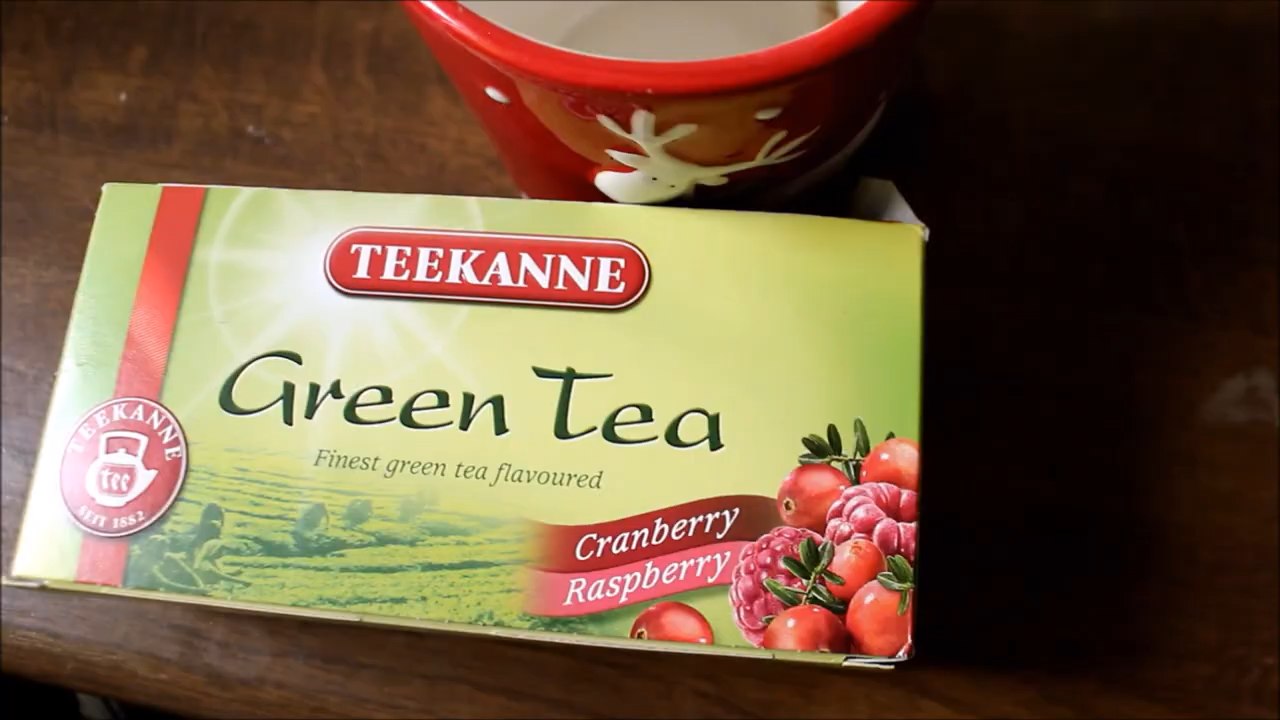 TEEKANNE
Green Tea
Finest green tea flavoured
Cranberry
Raspberry
TEEKANNE
tee
SEIT 1882